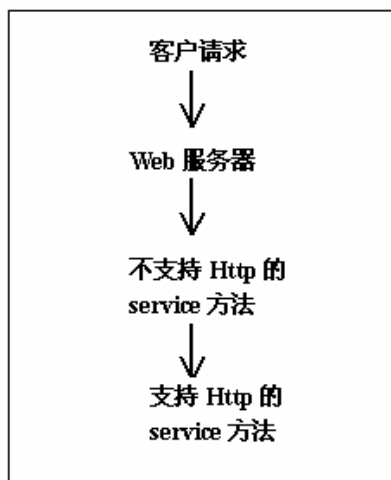 客户请求
Web 服务器
不支持 Http 的
service 方法
支持 Http 的
service 方法